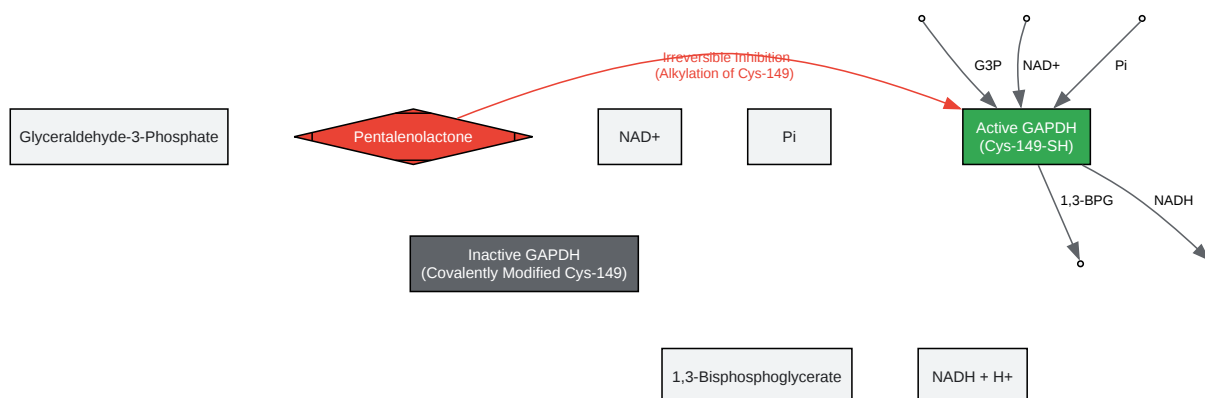 Irreversible Inhibition
(Alkylation of Cys-149)
G3P
NAD+
Pi
Glyceraldehyde-3-Phosphate
Pentalenolactone
NAD+
Pi
Active GAPDH
(Cys-149-SH)
1,3-BPG
NADH
Inactive GAPDH
(Covalently Modified Cys-149)
1,3-Bisphosphoglycerate
NADH + H+